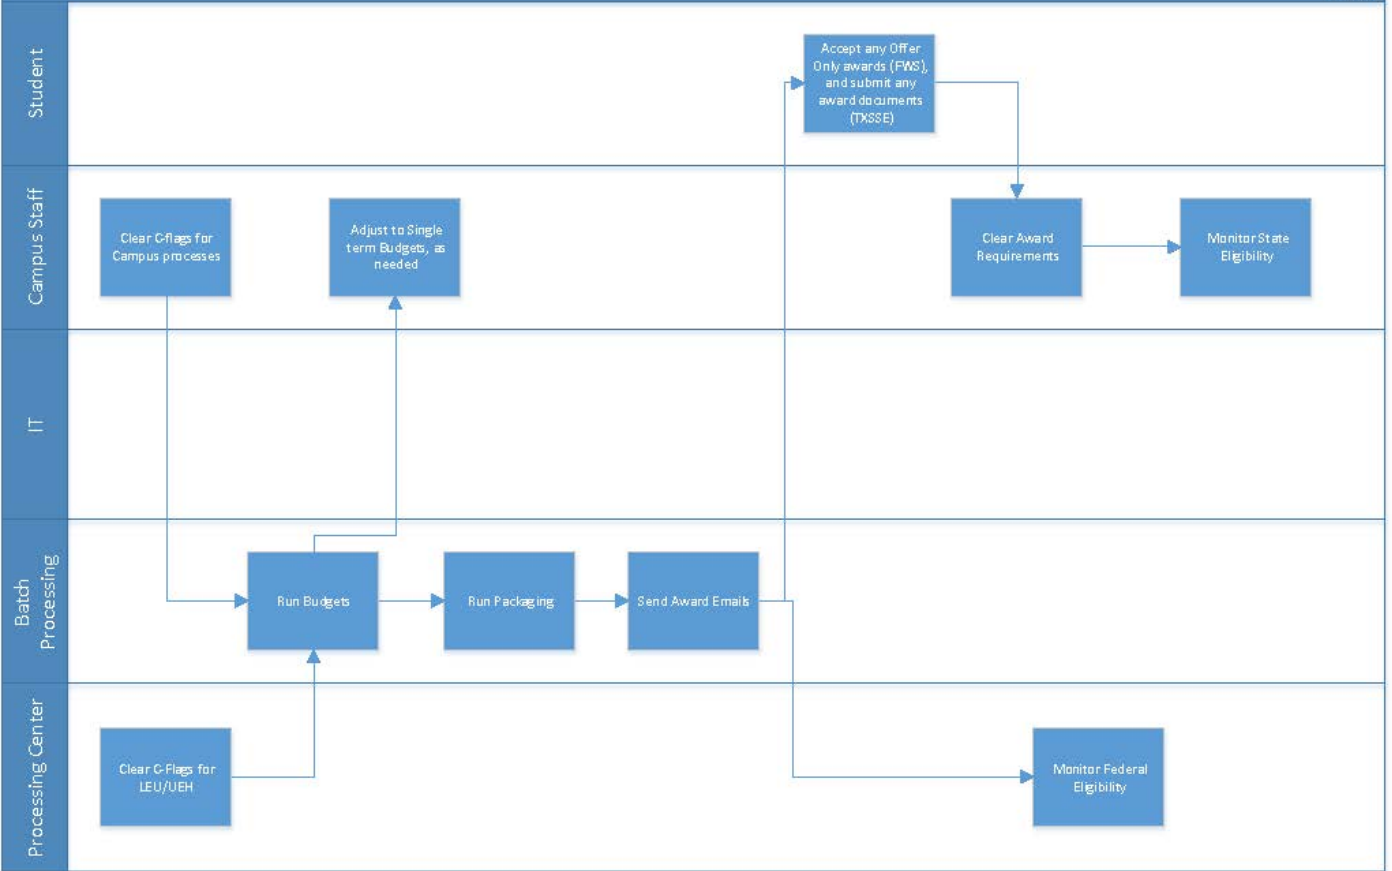 Student
Accept any Offer
Only awards (FWS),
and submit any
award documents
(TXSSE)
Campus Staff
Clear C-flags for
Campus processes
Adjust to Single
term Budgets, as
needed
Clear Award
Requirements
Monitor State
Eligibility
IT
Batch
Processing
Run Budgets
Run Packaging
Send Award Emails
Processing Center
Clear C-Flags for
LEU/UEH
Monitor Federal
Eligibility